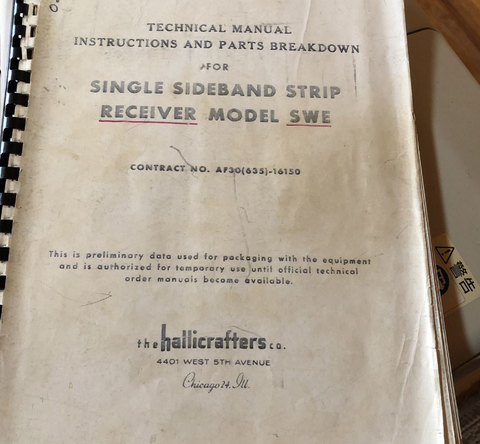 TECHNICAL MANUAL
INSTRUCTIONS AND PARTS BREAKDOWN
FOR
SINGLE SIDEBAND STRIP
RECEIVER MODEL SWE
CONTRACT NO. AF30(635)-16150
This is preliminary data used for packaging with the equipment
and is authorized for temporary use until official technical
order manuals become available.
the hallicrafters co.
4401 WEST 5TH AVENUE
Chicago 24, Ill.
警告